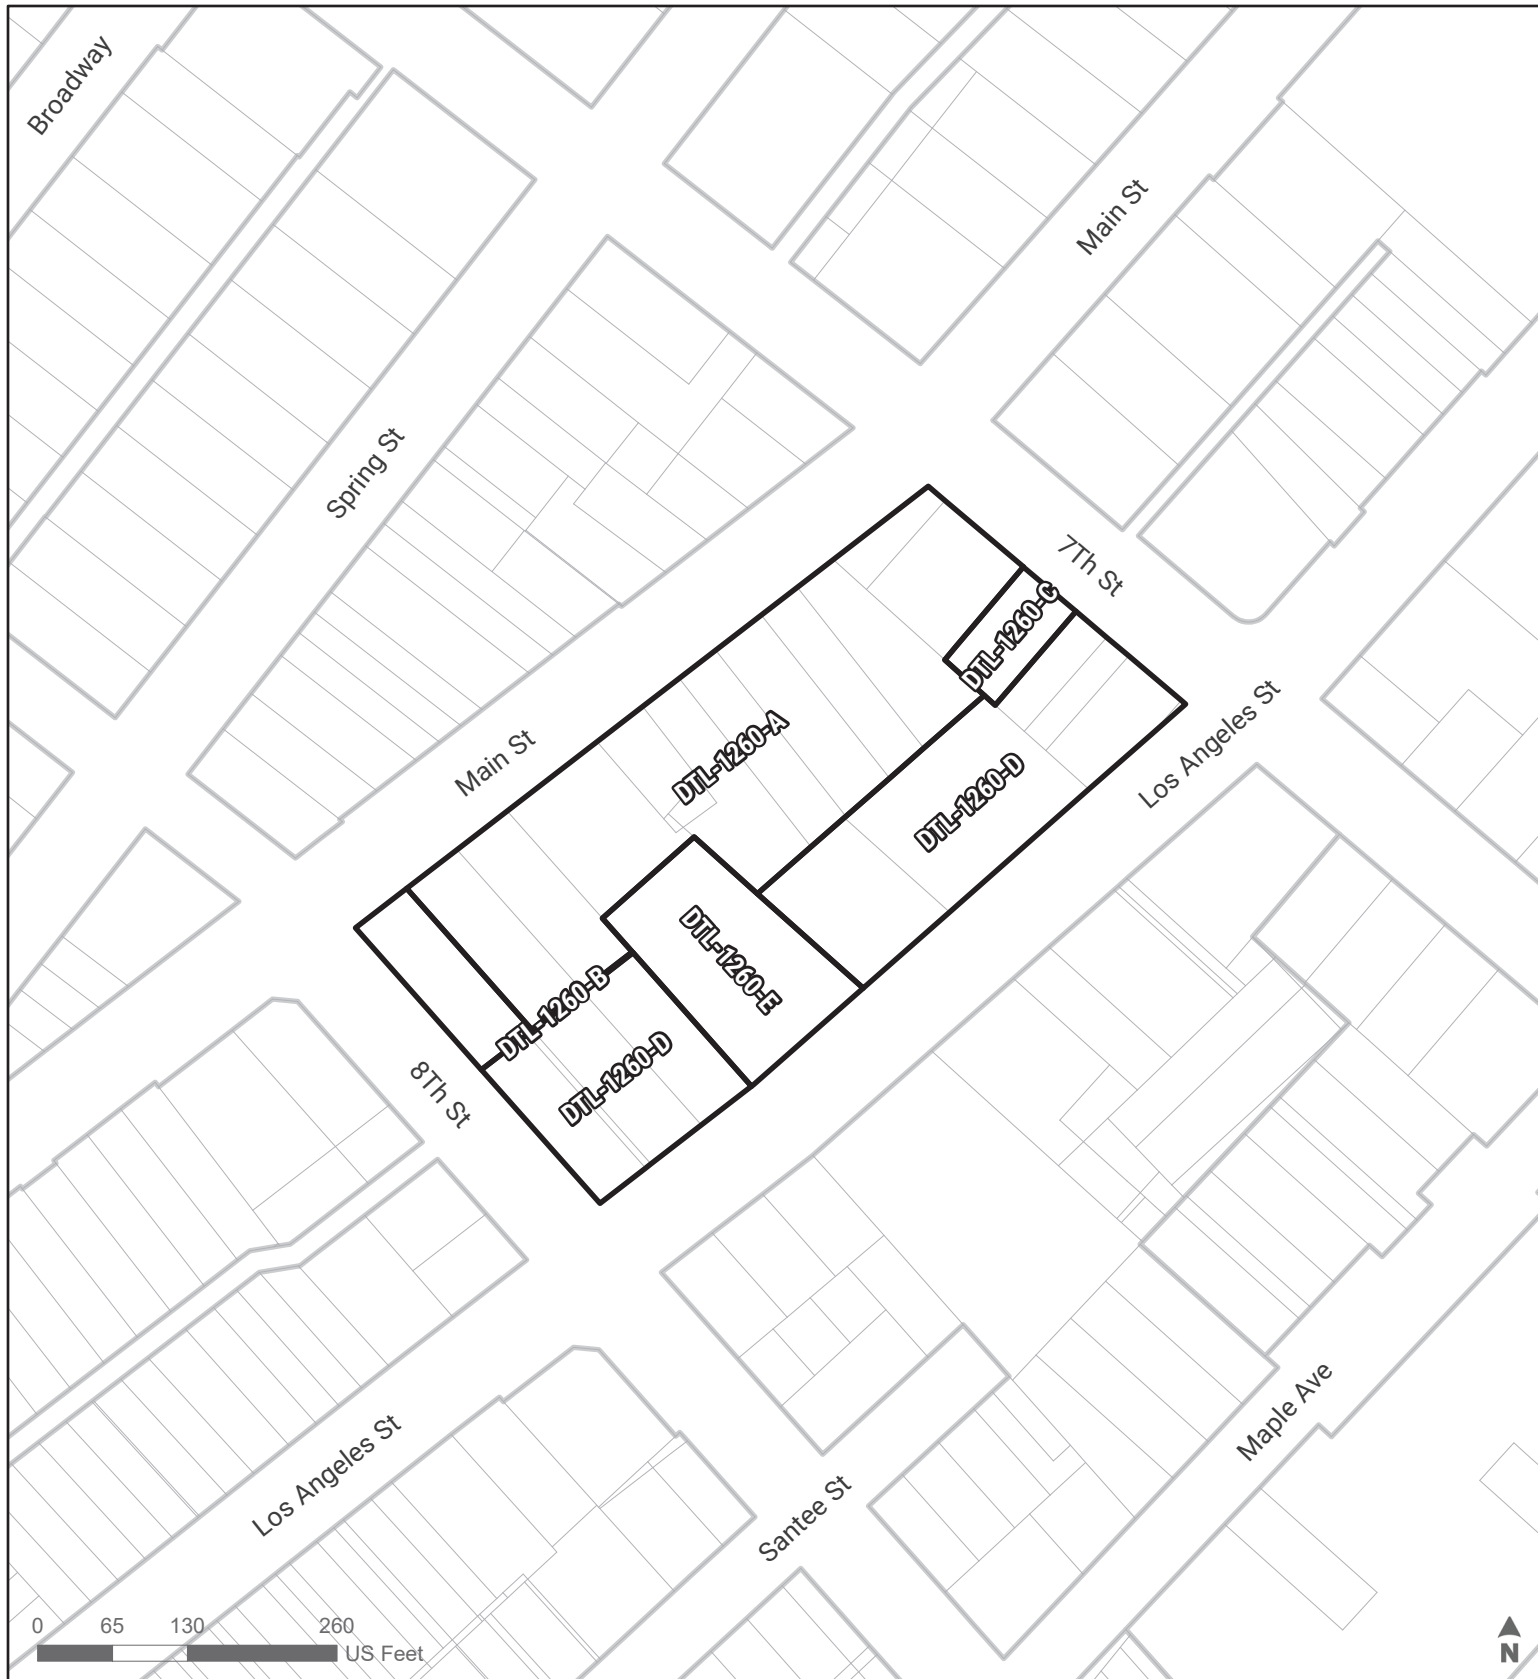 Broadway
Main St
Spring St
7Th St
DTL-1260-C
Main St
DTL-1260-A
Los Angeles St
DTL-1260-D
DTL-1260-E
DTL-1260-B
DTL-1260-D
8Th St
Maple Ave
Los Angeles St
Santee St
0 65 130 260
US Feet
N